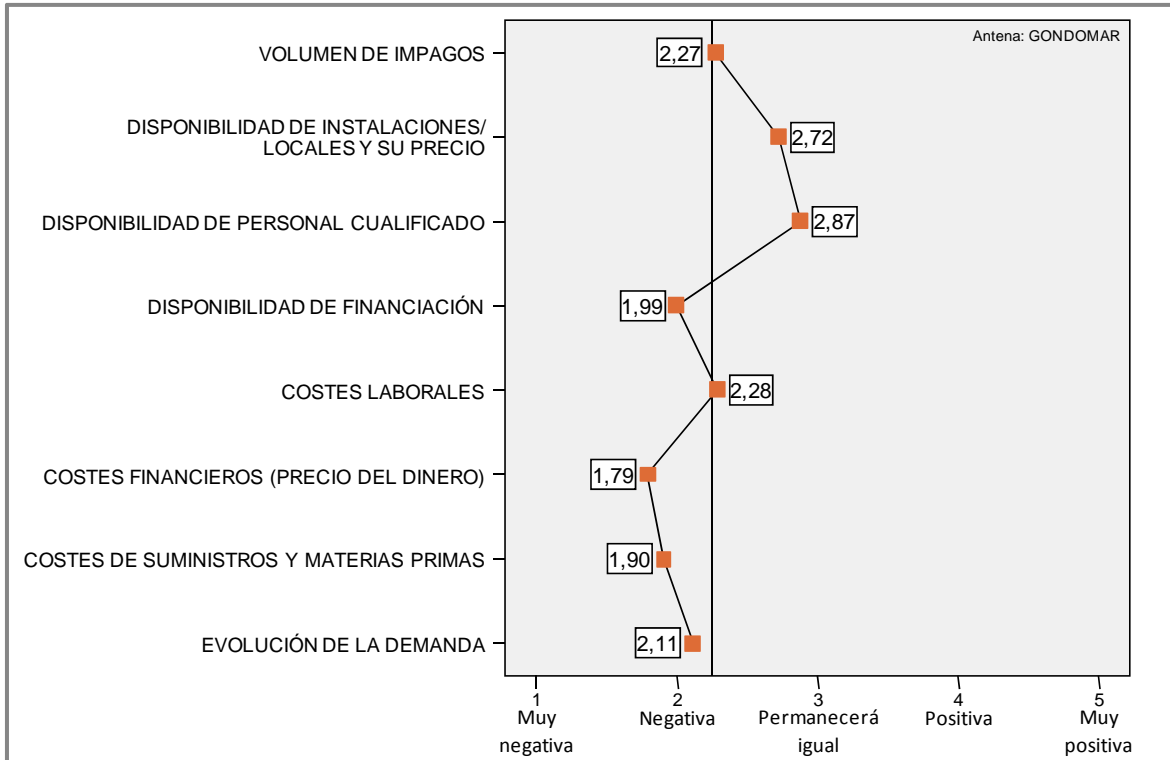 Antena: GONDOMAR
VOLUMEN DE IMPAGOS
2,27
DISPONIBILIDAD DE INSTALACIONES/
LOCALES Y SU PRECIO
2,72
DISPONIBILIDAD DE PERSONAL CUALIFICADO
2,87
DISPONIBILIDAD DE FINANCIACIÓN
1,99
COSTES LABORALES
2,28
COSTES FINANCIEROS (PRECIO DEL DINERO)
1,79
COSTES DE SUMINISTROS Y MATERIAS PRIMAS
1,90
EVOLUCIÓN DE LA DEMANDA
2,11
1 2 3 4 5
Muy Negativa Permanecerá Positiva Muy
negativa igual positiva